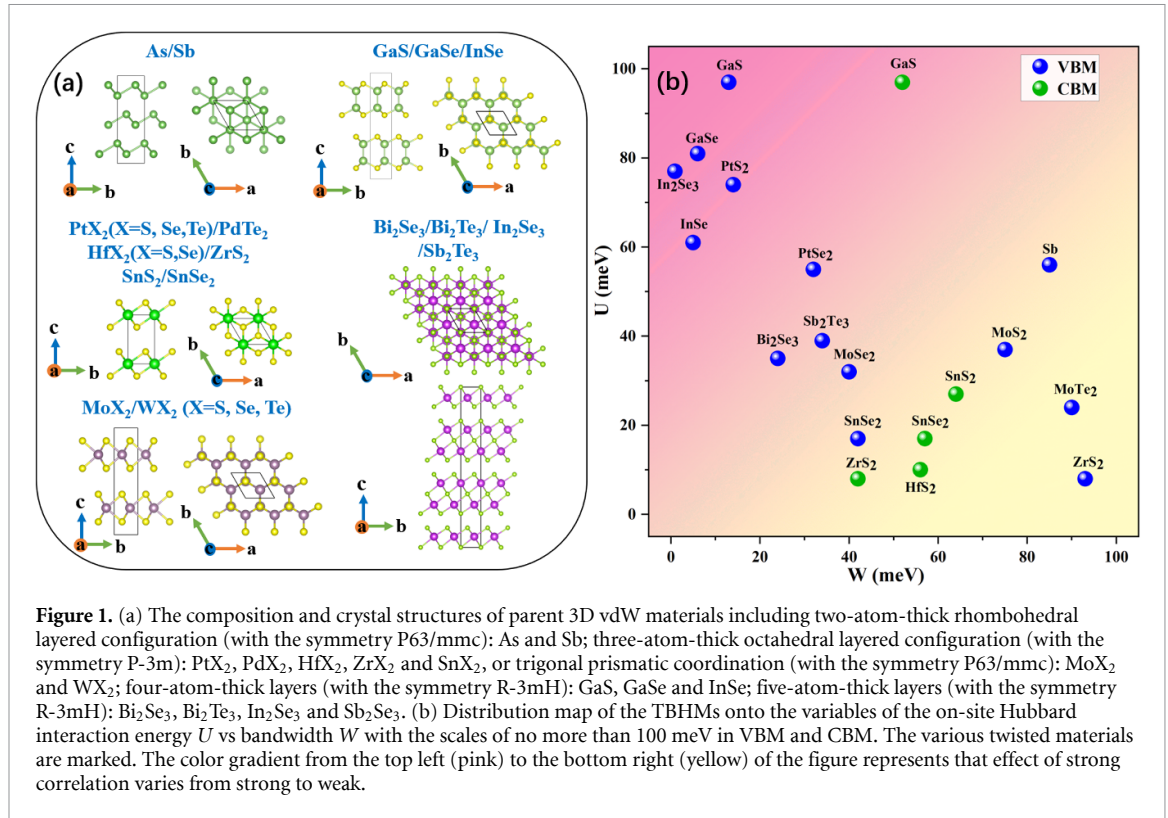 (a)
As/Sb
GaS/GaSe/InSe
c
a
b
b
c
a
c
a
b
b
c
a
PtX₂(X=S, Se,Te)/PdTe₂
HfX₂(X=S,Se)/ZrS₂
SnS₂/SnSe₂
Bi₂Se₃/Bi₂Te₃/ In₂Se₃
/Sb₂Te₃
c
a
b
b
c
a
b
c
a
MoX₂/WX₂ (X=S, Se, Te)
c
a
b
b
c
a
c
a
b
(b)
VBM
CBM
GaS
GaS
GaSe
In₂Se₃
PtS2
InSe
PtSe₂
Sb
Sb₂Te₃
Bi₂Se₃
MoSe₂
MoS₂
SnS₂
MoTe₂
SnSe₂
SnSe₂
ZrS₂
HfS₂
ZrS₂
100
80
60
40
20
0
U (meV)
0 20 40 60 80 100
W (meV)
Figure 1. (a) The composition and crystal structures of parent 3D vdW materials including two-atom-thick rhombohedral
layered configuration (with the symmetry P63/mmc): As and Sb; three-atom-thick octahedral layered configuration (with the
symmetry P-3m): PtX₂, PdX₂, HfX₂, ZrX₂ and SnX₂, or trigonal prismatic coordination (with the symmetry P63/mmc): MoX₂
and WX₂; four-atom-thick layers (with the symmetry R-3mH): GaS, GaSe and InSe; five-atom-thick layers (with the symmetry
R-3mH): Bi₂Se₃, Bi₂Te₃, In₂Se₃ and Sb₂Se₃. (b) Distribution map of the TBHMs onto the variables of the on-site Hubbard
interaction energy U vs bandwidth W with the scales of no more than 100 meV in VBM and CBM. The various twisted materials
are marked. The color gradient from the top left (pink) to the bottom right (yellow) of the figure represents that effect of strong
correlation varies from strong to weak.